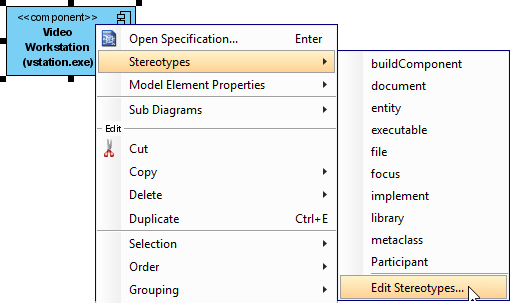 <<component>>
Video
Workstation
(vstation.exe)
Open Specification... Enter
Stereotypes
Model Element Properties
Sub Diagrams
Edit
Cut
Copy
Delete
Duplicate Ctrl+E
Selection
Order
Grouping
buildComponent
document
entity
executable
file
focus
implement
library
metaclass
Participant
Edit Stereotypes...